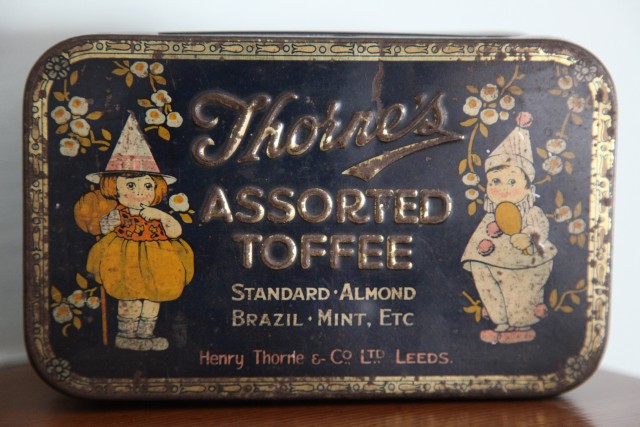 Thorne's
ASSORTED
TOFFEE
STANDARD · ALMOND
BRAZIL · MINT, ETC
Henry Thorne & Co LTD LEEDS.